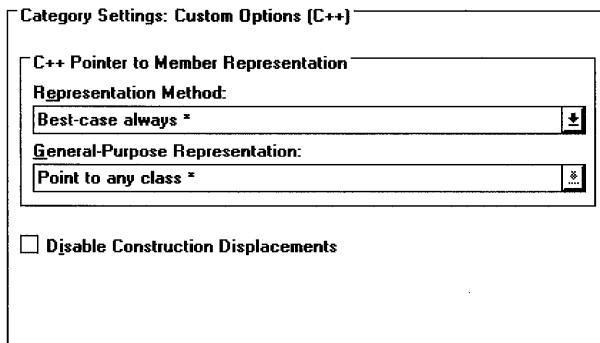 Category Settings: Custom Options (C++)
C++ Pointer to Member Representation
Representation Method:
Best-case always *
General-Purpose Representation:
Point to any class *
Disable Construction Displacements